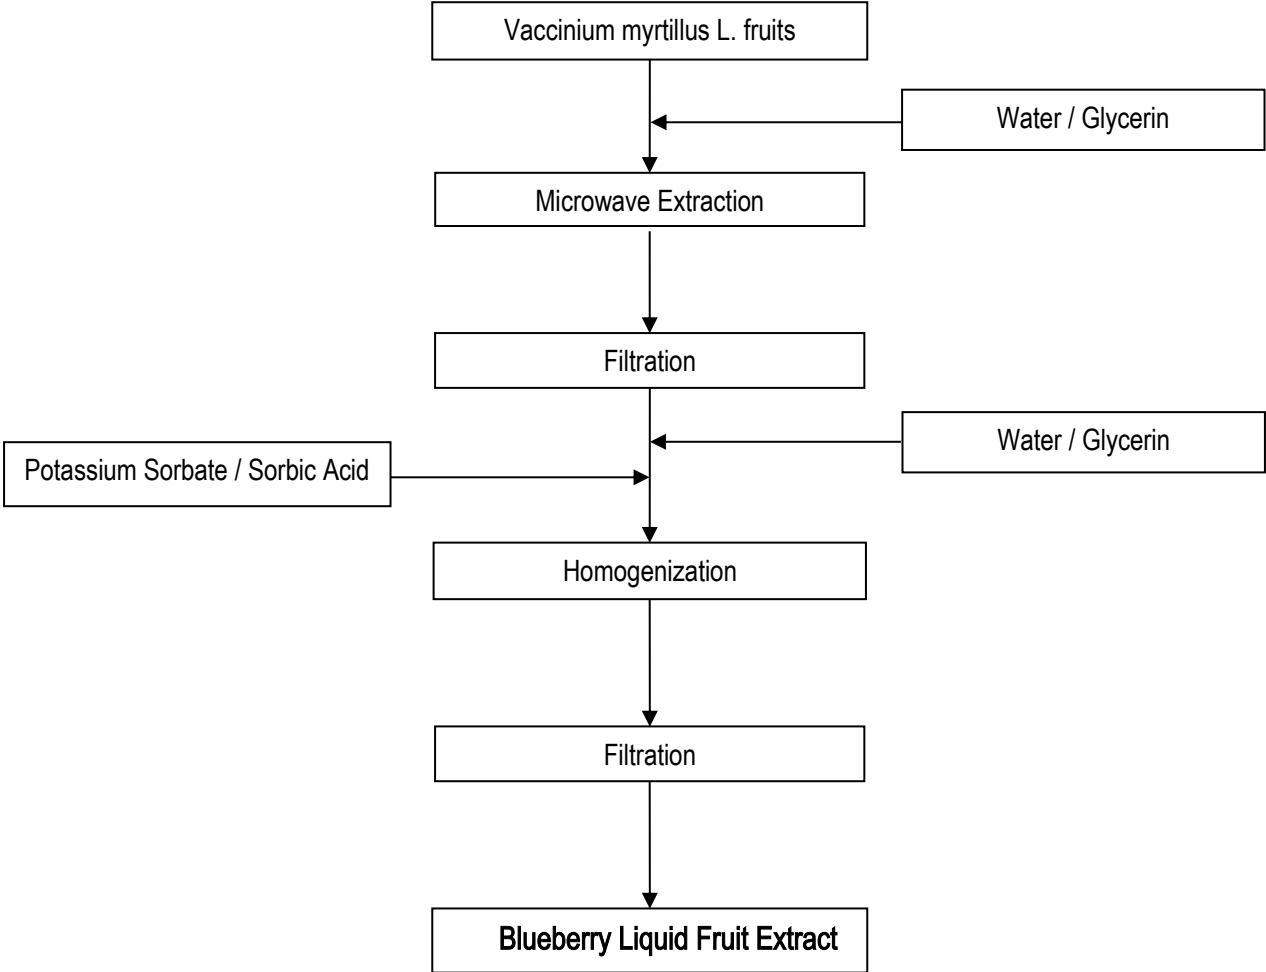 Vaccinium myrtillus L. fruits
Water / Glycerin
Microwave Extraction
Filtration
Water / Glycerin
Potassium Sorbate / Sorbic Acid
Homogenization
Filtration
Blueberry Liquid Fruit Extract